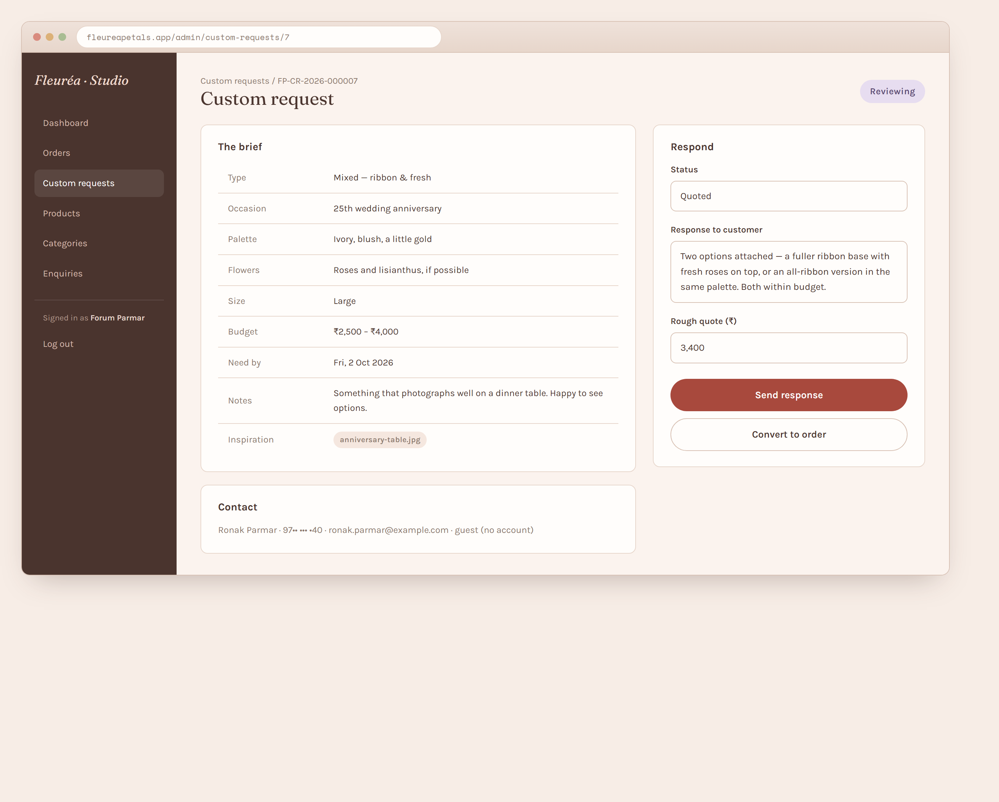 fleureapetals.app/admin/custom-requests/7
Fleuréa · Studio
Dashboard
Orders
Custom requests
Products
Categories
Enquiries
Signed in as Forum Parmar
Log out
Custom requests / FP-CR-2026-000007
Custom request
Reviewing
The brief
Type Mixed — ribbon & fresh
Occasion 25th wedding anniversary
Palette Ivory, blush, a little gold
Flowers Roses and lisianthus, if possible
Size Large
Budget ₹2,500 – ₹4,000
Need by Fri, 2 Oct 2026
Notes Something that photographs well on a dinner table. Happy to see
options.
Inspiration anniversary-table.jpg
Contact
Ronak Parmar · 97•• ••• •40 · ronak.parmar@example.com · guest (no account)
Respond
Status
Quoted
Response to customer
Two options attached — a fuller ribbon base with
fresh roses on top, or an all-ribbon version in the
same palette. Both within budget.
Rough quote (₹)
3,400
Send response
Convert to order